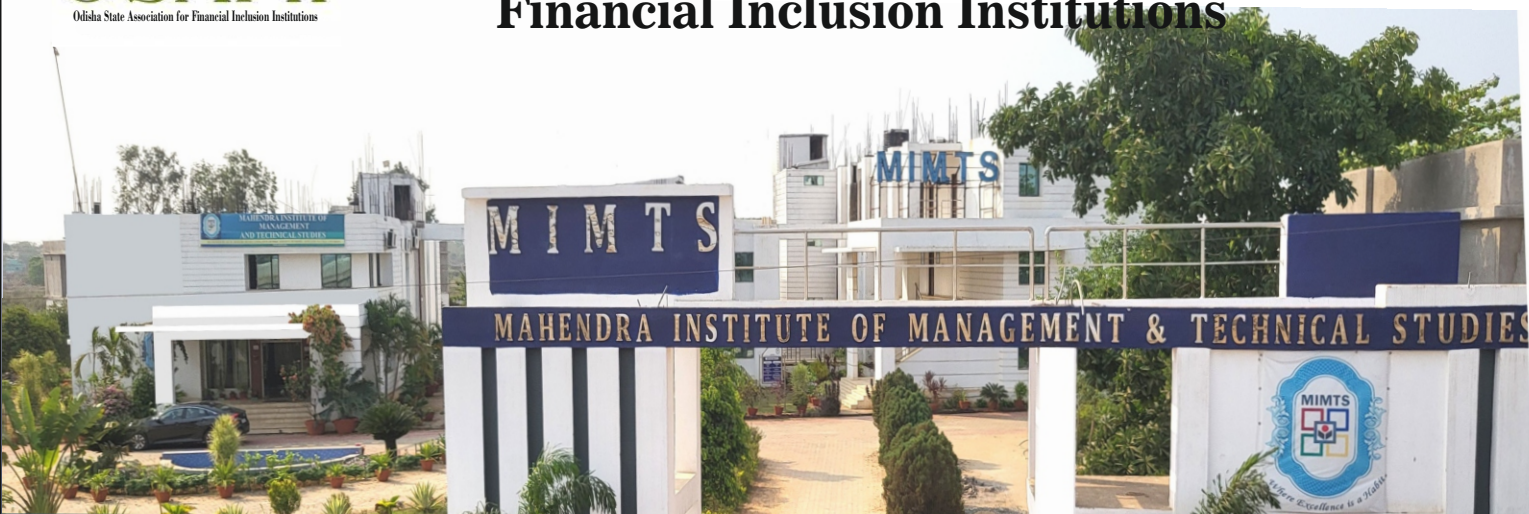 Odisha State Association for Financial Inclusion Institutions
Financial Inclusion Institutions
MIMTS
MAHENDRA INSTITUTE OF
MANAGEMENT
AND TECHNICAL STUDIES
MIMTS
MAHENDRA INSTITUTE OF MANAGEMENT & TECHNICAL STUDIES
MIMTS
Where Excellence is a Habit